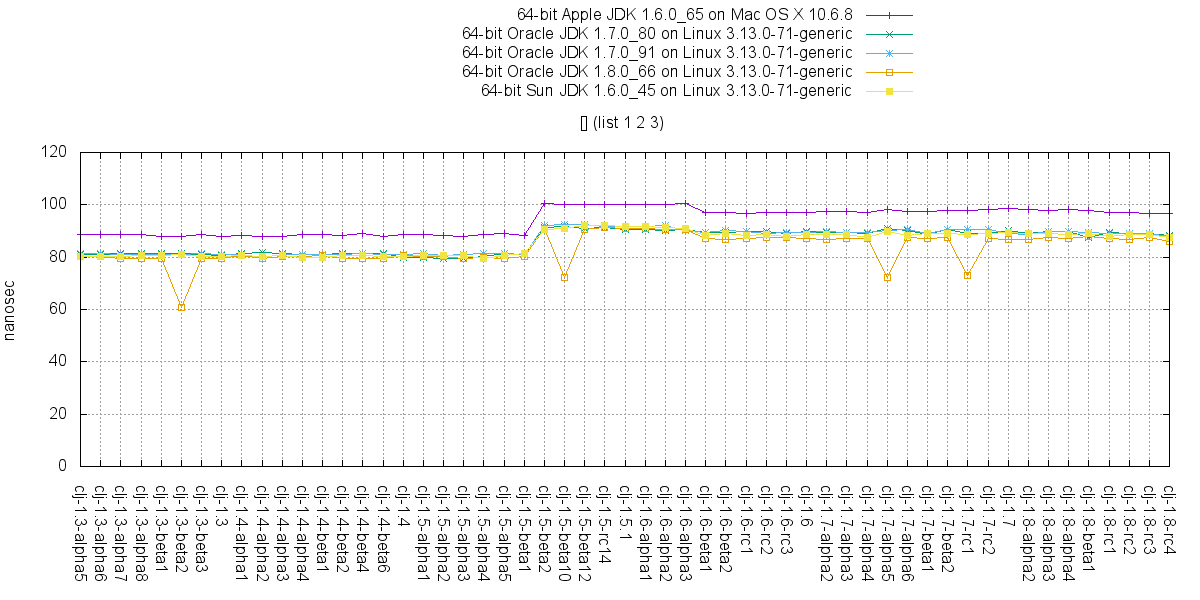 64-bit Apple JDK 1.6.0_65 on Mac OS X 10.6.8
64-bit Oracle JDK 1.7.0_80 on Linux 3.13.0-71-generic
64-bit Oracle JDK 1.7.0_91 on Linux 3.13.0-71-generic
64-bit Oracle JDK 1.8.0_66 on Linux 3.13.0-71-generic
64-bit Sun JDK 1.6.0_45 on Linux 3.13.0-71-generic
[] (list 1 2 3)
120
100
80
60
40
20
0
nanosec
clj-1.3-alpha5
clj-1.3-alpha6
clj-1.3-alpha7
clj-1.3-alpha8
clj-1.3-beta1
clj-1.3-beta2
clj-1.3-beta3
clj-1.3
clj-1.4-alpha1
clj-1.4-alpha2
clj-1.4-alpha3
clj-1.4-alpha4
clj-1.4-beta1
clj-1.4-beta2
clj-1.4-beta4
clj-1.4-beta6
clj-1.4
clj-1.5-alpha1
clj-1.5-alpha2
clj-1.5-alpha3
clj-1.5-alpha4
clj-1.5-alpha5
clj-1.5-beta1
clj-1.5-beta2
clj-1.5-beta10
clj-1.5-beta12
clj-1.5-rc14
clj-1.5.1
clj-1.6-alpha1
clj-1.6-alpha2
clj-1.6-alpha3
clj-1.6-beta1
clj-1.6-beta2
clj-1.6-rc1
clj-1.6-rc2
clj-1.6-rc3
clj-1.6
clj-1.7-alpha2
clj-1.7-alpha3
clj-1.7-alpha4
clj-1.7-alpha5
clj-1.7-alpha6
clj-1.7-beta1
clj-1.7-beta2
clj-1.7-rc1
clj-1.7-rc2
clj-1.7
clj-1.8-alpha2
clj-1.8-alpha3
clj-1.8-alpha4
clj-1.8-beta1
clj-1.8-rc1
clj-1.8-rc2
clj-1.8-rc3
clj-1.8-rc4